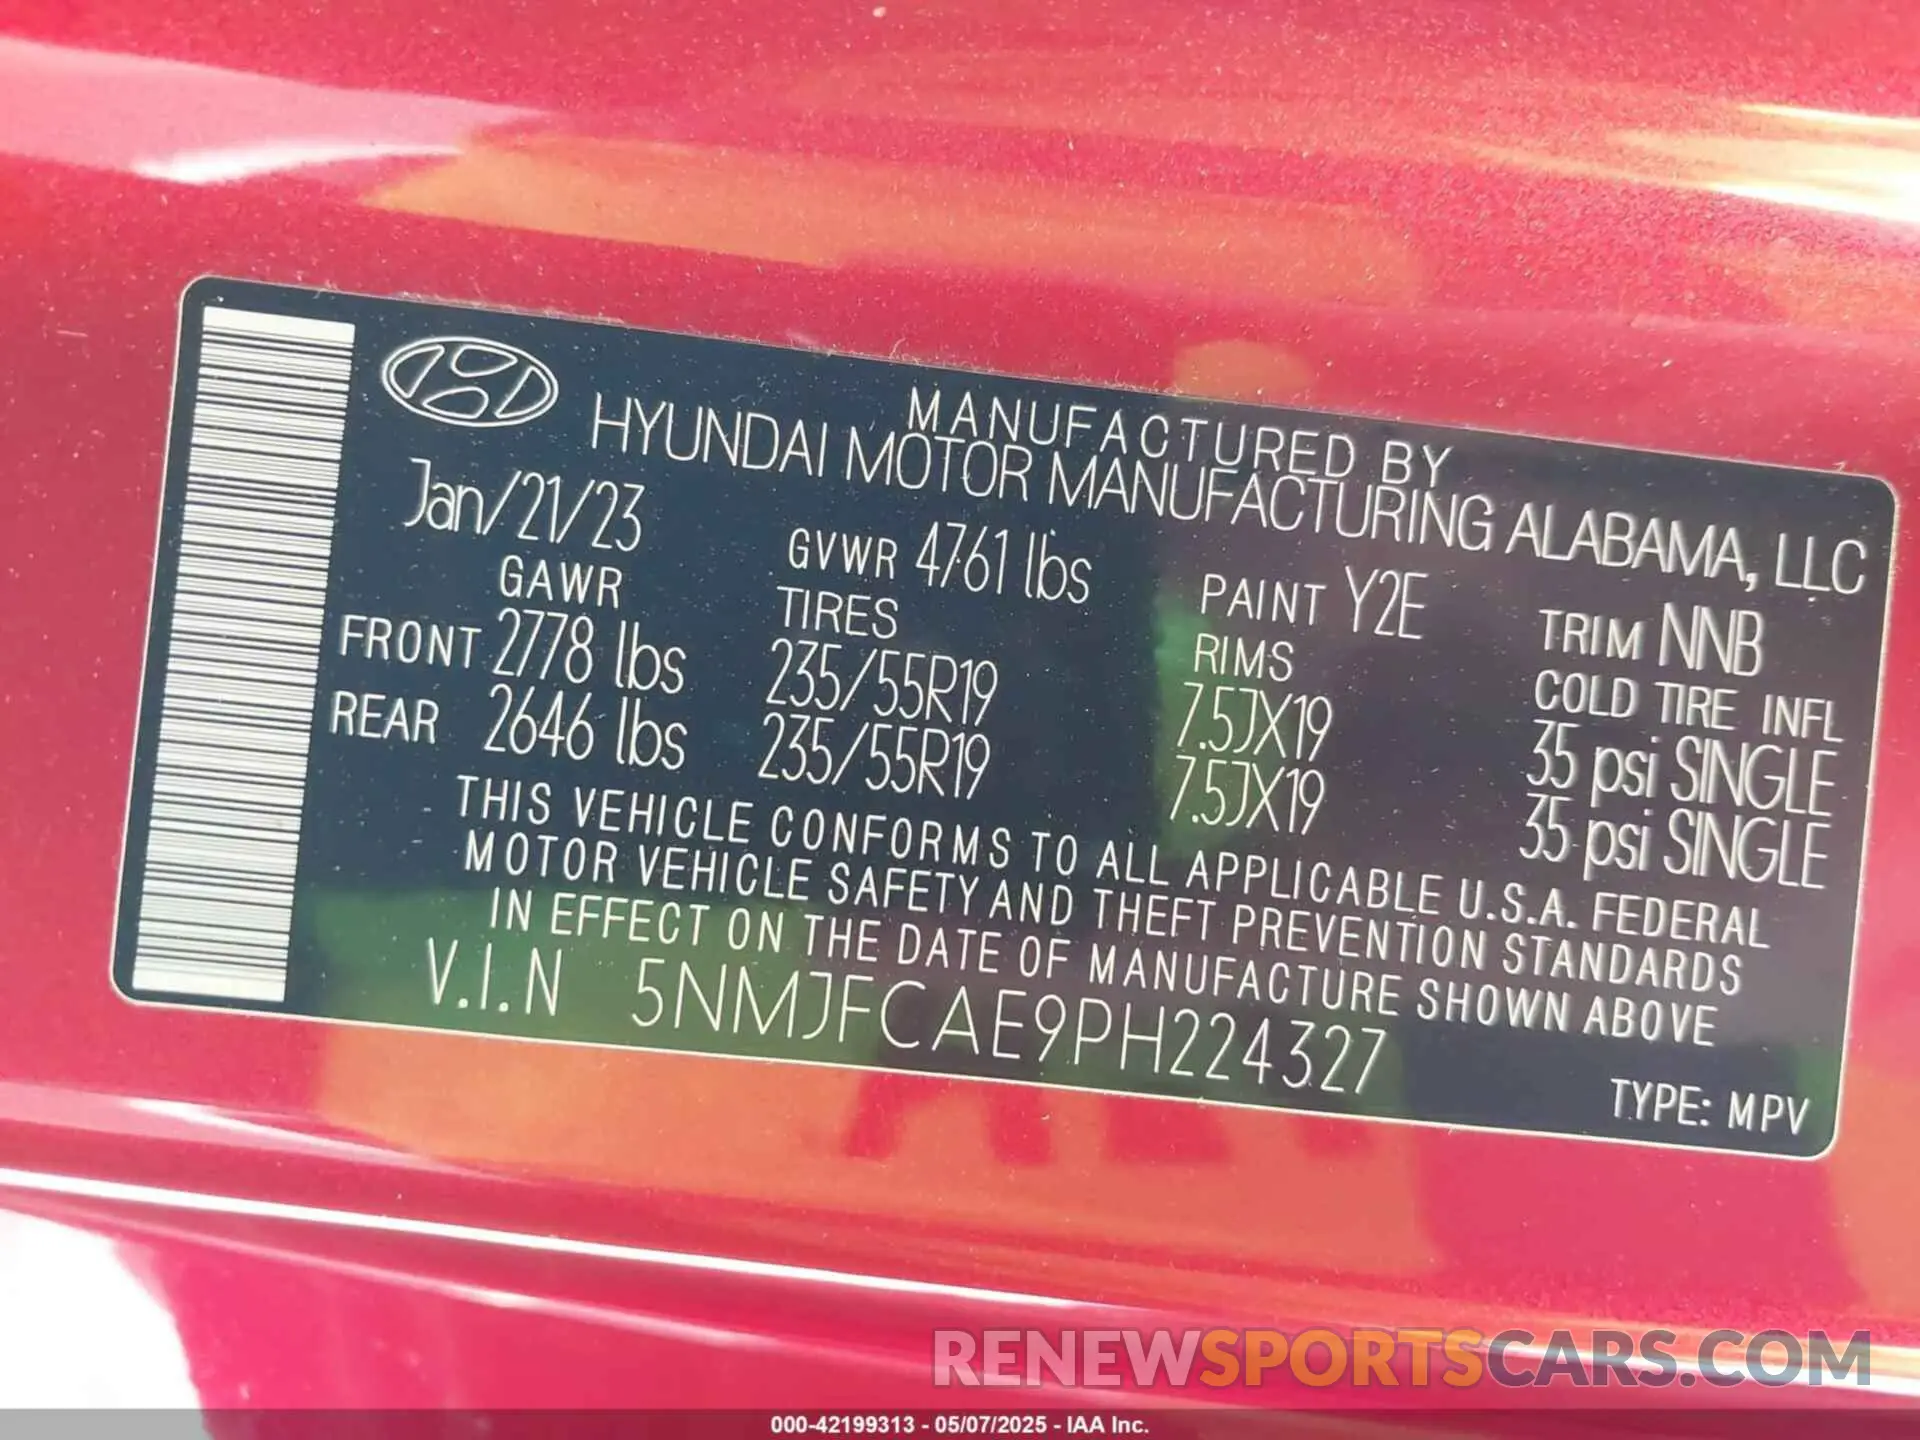 MANUFACTURED BY
HYUNDAI MOTOR MANUFACTURING ALABAMA, LLC
Jan/21/23 GVWR 4761 lbs PAINT Y2E TRIM NNB
GAWR TIRES RIMS COLD TIRE INFL
FRONT 2778 lbs 235/55R19 7.5JX19 35 psi SINGLE
REAR 2646 lbs 235/55R19 7.5JX19 35 psi SINGLE
THIS VEHICLE CONFORMS TO ALL APPLICABLE U.S.A. FEDERAL
MOTOR VEHICLE SAFETY AND THEFT PREVENTION STANDARDS
IN EFFECT ON THE DATE OF MANUFACTURE SHOWN ABOVE
V.I.N 5NMJFCAE9PH224327
TYPE: MPV
RENEWSPORTSCARS.COM
000-42199313 - 05/07/2025 - IAA Inc.